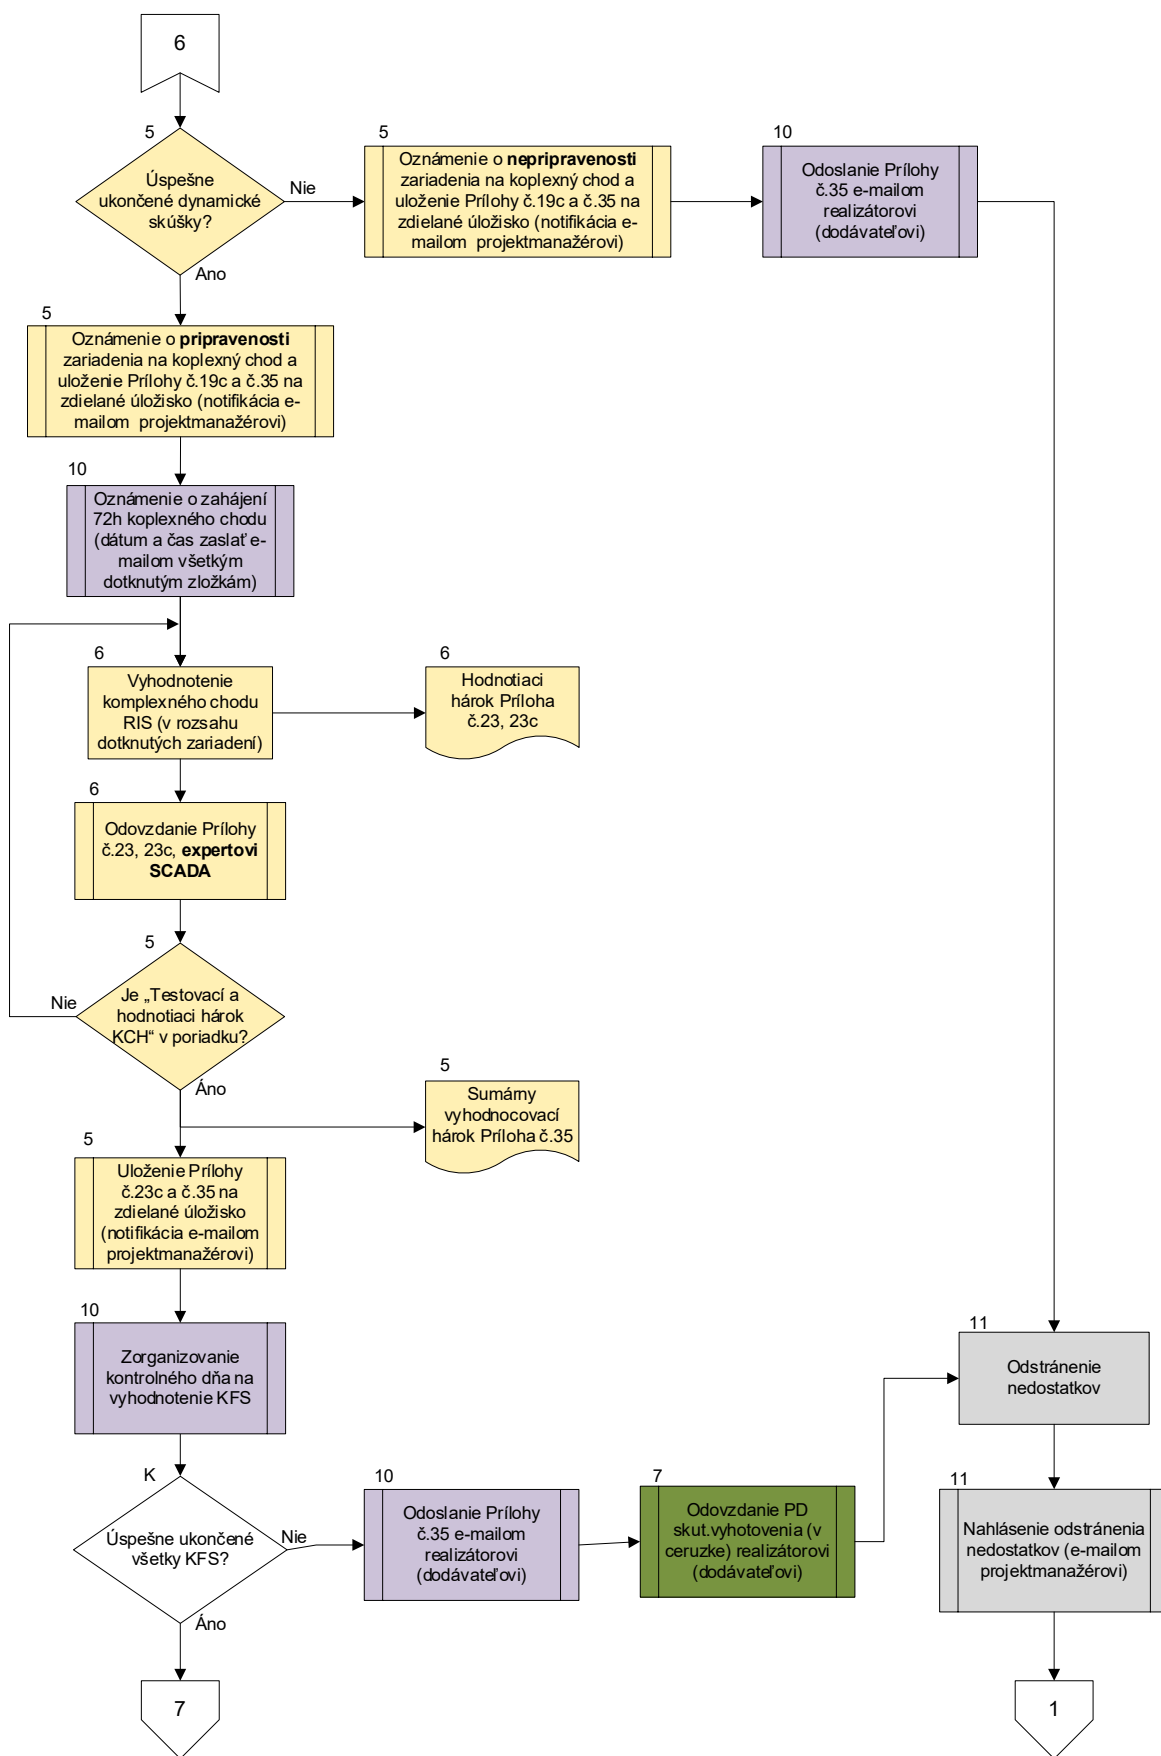 6
5
Úspešne
ukončené dynamické
skúšky?
Nie
Ano
5
Oznámenie o nepripravenosti
zariadenia na koplexný chod a
uloženie Prílohy č.19c a č.35 na
zdielané úložisko (notifikácia e-
mailom projektmanažérovi)
10
Odoslanie Prílohy
č.35 e-mailom
realizátorovi
(dodávateľovi)
5
Oznámenie o pripravenosti
zariadenia na koplexný chod a
uloženie Prílohy č.19c a č.35 na
zdielané úložisko (notifikácia e-
mailom projektmanažérovi)
10
Oznámenie o zahájení
72h koplexného chodu
(dátum a čas zaslať e-
mailom všetkým
dotknutým zložkám)
6
Vyhodnotenie
komplexného chodu
RIS (v rozsahu
dotknutých zariadení)
6
Hodnotiaci
hárok Príloha
č.23, 23c
6
Odovzdanie Prílohy
č.23, 23c, expertovi
SCADA
5
Je „Testovací a
hodnotiaci hárok
KCH“ v poriadku?
Nie
Áno
5
Sumárny
vyhodnocovací
hárok Príloha č.35
5
Uloženie Prílohy
č.23c a č.35 na
zdielané úložisko
(notifikácia e-mailom
projektmanažérovi)
10
Zorganizovanie
kontrolného dňa na
vyhodnotenie KFS
K
Úspešne ukončené
všetky KFS?
Nie
Áno
10
Odoslanie Prílohy
č.35 e-mailom
realizátorovi
(dodávateľovi)
7
Odovzdanie PD
skut.vyhotovenia (v
ceruzke) realizátorovi
(dodávateľovi)
11
Odstránenie
nedostatkov
11
Nahlásenie odstránenia
nedostatkov (e-mailom
projektmanažérovi)
7
1